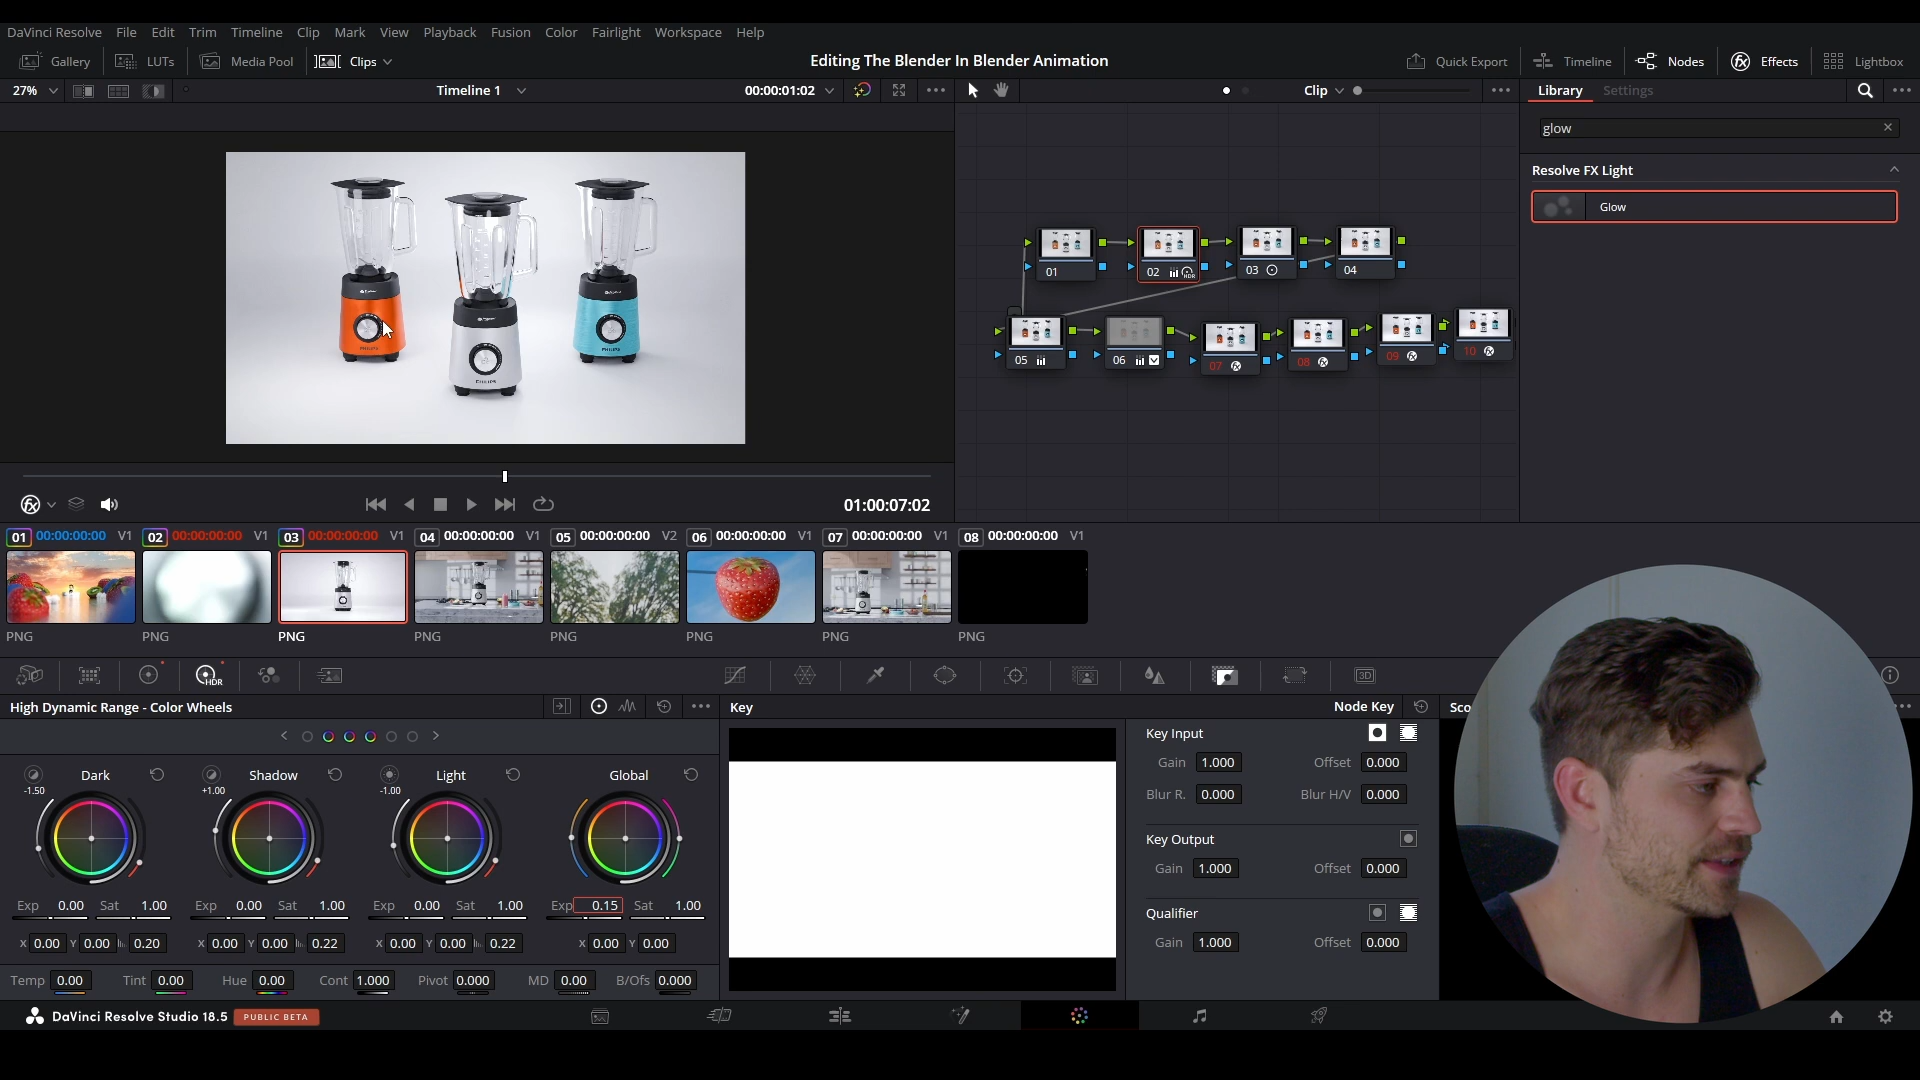 DaVinci Resolve File Edit Trim Timeline Clip Mark View Playback Fusion Color Fairlight Workspace Help
Gallery LUTs Media Pool Clips Editing The Blender In Blender Animation Quick Export Timeline Nodes Effects Lightbox
27% Timeline 1 00:00:01:02 Clip Library Settings
glow
Resolve FX Light
Glow
01 02 HDR 03 04
05 06 07 08 09 10
PHILIPS PHILIPS PHILIPS
01:00:07:02
01 00:00:00:00 V1 02 00:00:00:00 V1 03 00:00:00:00 V1 04 00:00:00:00 V1 05 00:00:00:00 V2 06 00:00:00:00 V1 07 00:00:00:00 V1 08 00:00:00:00 V1
PNG PNG PNG PNG PNG PNG PNG PNG
HDR 3D
High Dynamic Range - Color Wheels Key Node Key Sco
Dark Shadow Light Global
-1.50 +1.00 -1.00
Exp 0.00 Sat 1.00 Exp 0.00 Sat 1.00 Exp 0.00 Sat 1.00 Exp 0.15 Sat 1.00
X 0.00 Y 0.00 0.20 X 0.00 Y 0.00 0.22 X 0.00 Y 0.00 0.22 X 0.00 Y 0.00
Temp 0.00 Tint 0.00 Hue 0.00 Cont 1.000 Pivot 0.000 MD 0.00 B/Ofs 0.000
Key Input
Gain 1.000 Offset 0.000
Blur R. 0.000 Blur H/V 0.000
Key Output
Gain 1.000 Offset 0.000
Qualifier
Gain 1.000 Offset 0.000
DaVinci Resolve Studio 18.5 PUBLIC BETA